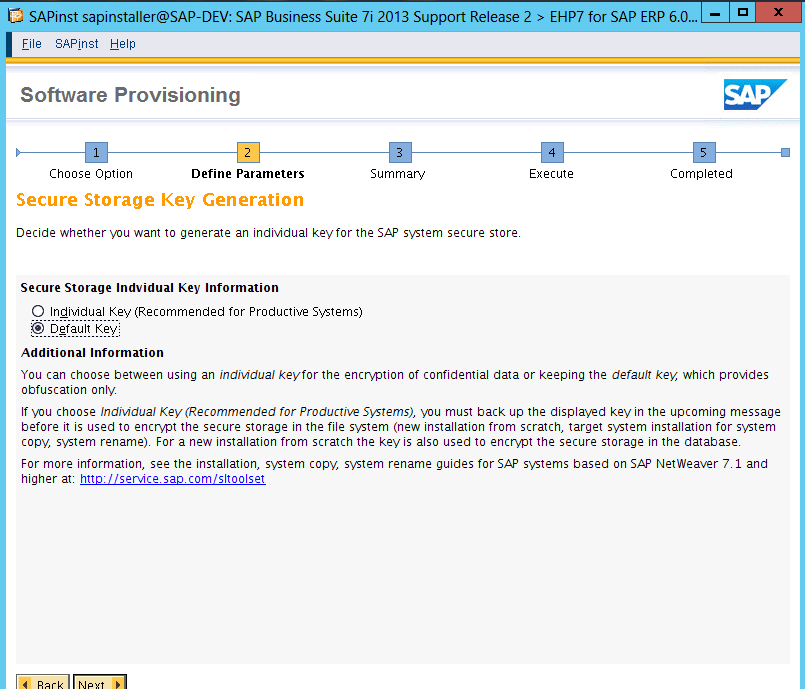 SAPinst sapinstaller@SAP-DEV: SAP Business Suite 7i 2013 Support Release 2 > EHP7 for SAP ERP 6.0...
File SAPinst Help
Software Provisioning
SAP
1 2 3 4 5
Choose Option Define Parameters Summary Execute Completed
Secure Storage Key Generation
Decide whether you want to generate an individual key for the SAP system secure store.
Secure Storage Indvidual Key Information
Individual Key (Recommended for Productive Systems)
Default Key
Additional Information
You can choose between using an individual key for the encryption of confidential data or keeping the default key, which provides
obfuscation only.
If you choose Individual Key (Recommended for Productive Systems), you must back up the displayed key in the upcoming message
before it is used to encrypt the secure storage in the file system (new installation from scratch, target system installation for system
copy, system rename). For a new installation from scratch the key is also used to encrypt the secure storage in the database.
For more information, see the installation, system copy, system rename guides for SAP systems based on SAP NetWeaver 7.1 and
higher at: http://service.sap.com/sltoolset
Back Next